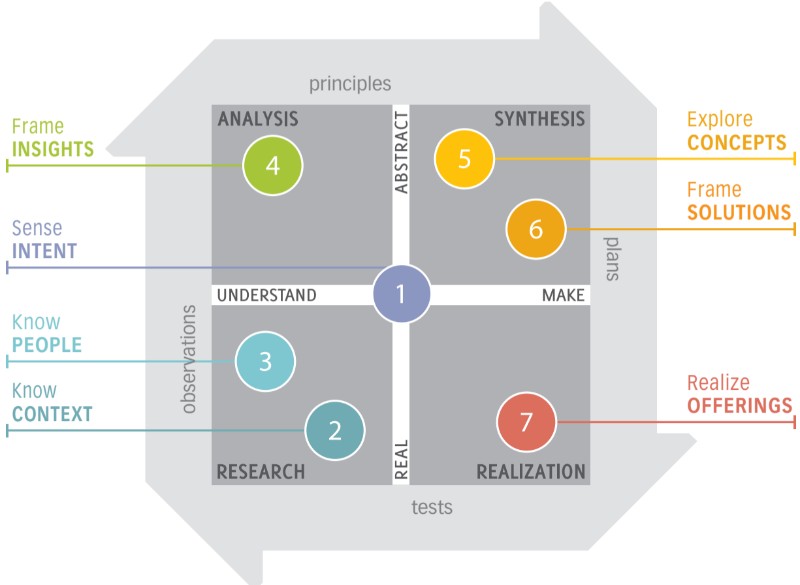 principles
ANALYSIS
SYNTHESIS
ABSTRACT
Frame
INSIGHTS
4
5
Explore
CONCEPTS
6
Frame
SOLUTIONS
Sense
INTENT
plans
UNDERSTAND
1
MAKE
observations
Know
PEOPLE
3
Know
CONTEXT
2
7
Realize
OFFERINGS
RESEARCH
REAL
REALIZATION
tests